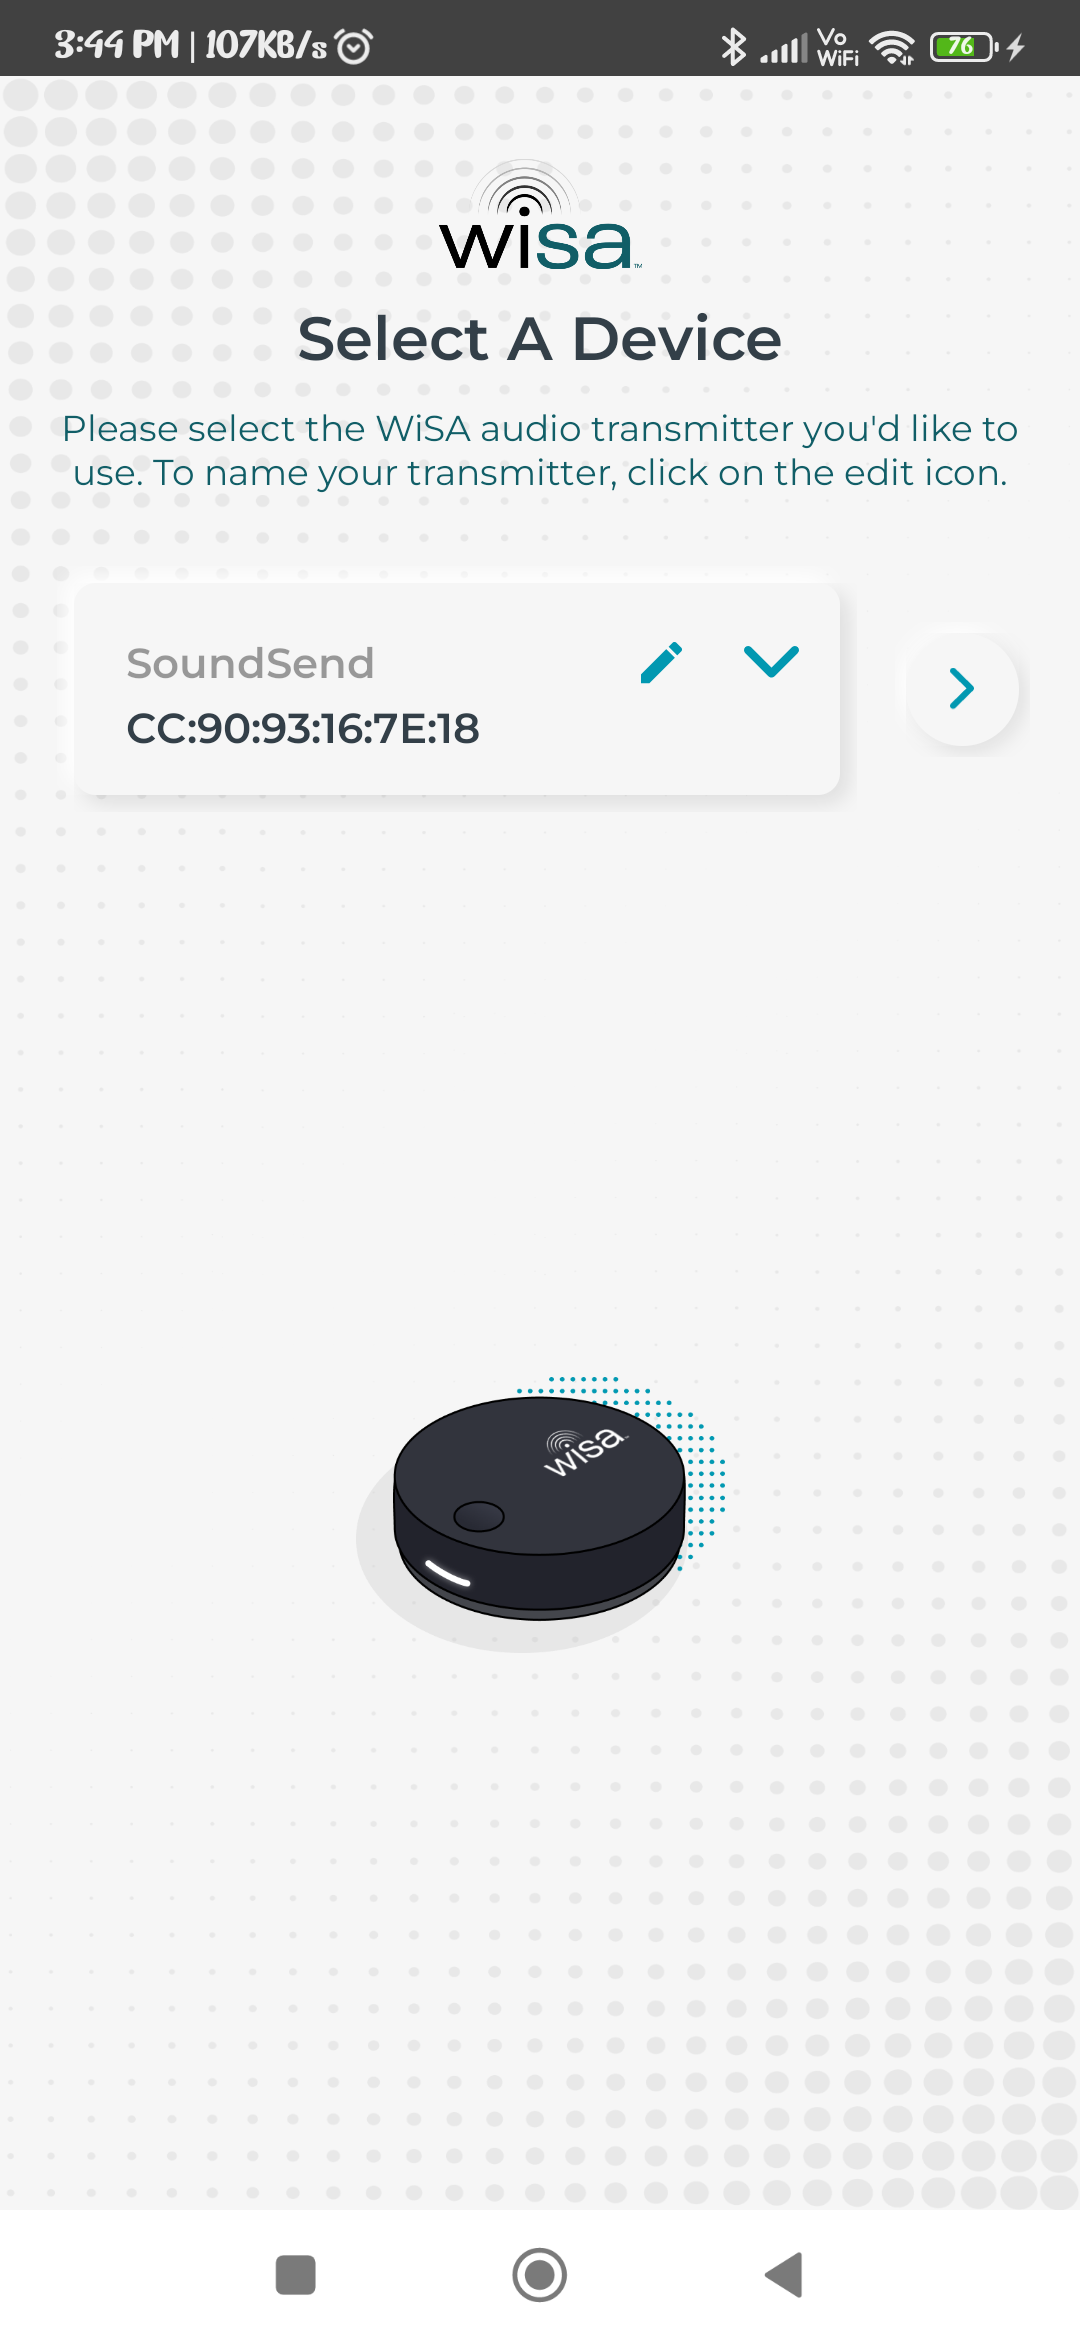 3:44 PM | 107KB/s
Vo
WiFi
76
wisa™
Select A Device
Please select the WiSA audio transmitter you'd like to
use. To name your transmitter, click on the edit icon.
SoundSend
CC:90:93:16:7E:18
wisa